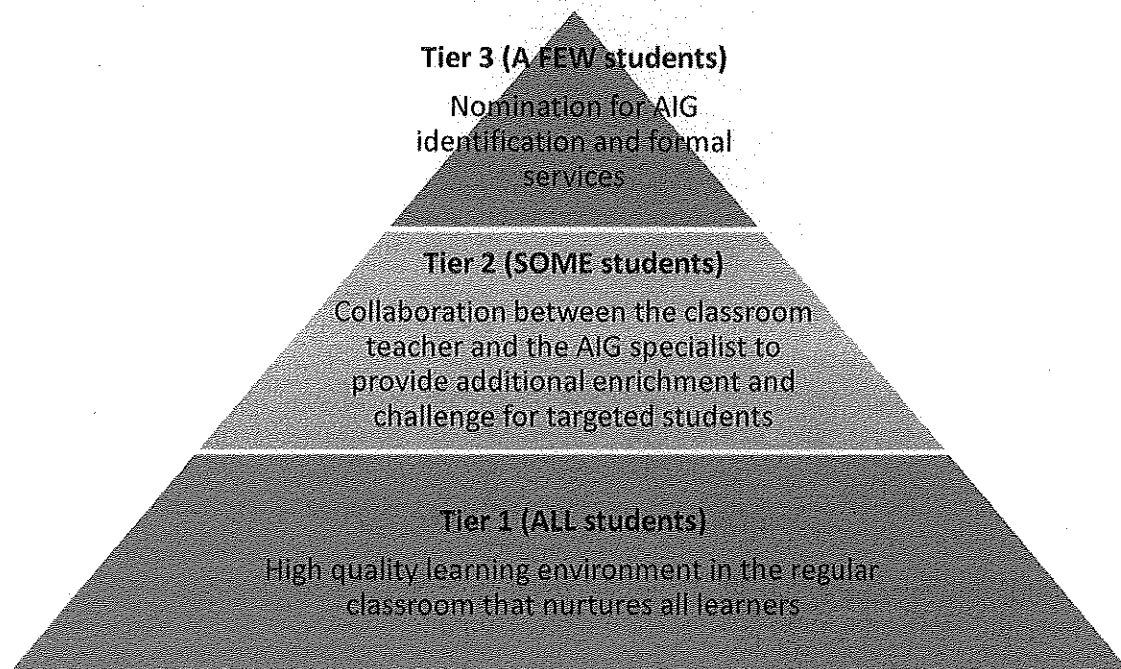 Tier 3 (A FEW students)
Nomination for AIG
identification and formal
services
Tier 2 (SOME students)
Collaboration between the classroom
teacher and the AIG specialist to
provide additional enrichment and
challenge for targeted students
Tier 1 (ALL students)
High quality learning environment in the regular
classroom that nurtures all learners